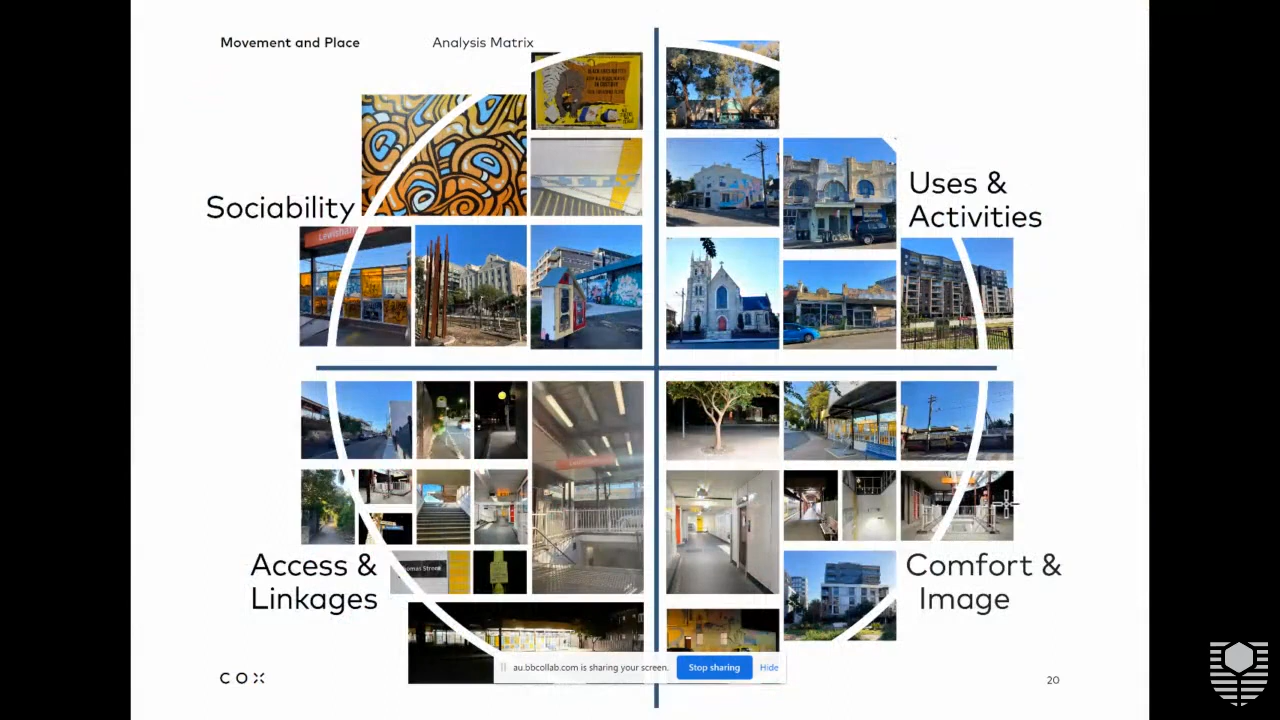 Movement and Place
Analysis Matrix
Sociability
Uses &
Activities
Access &
Linkages
Comfort &
Image
au.bbcollab.com is sharing your screen.
Stop sharing
Hide
COX
20